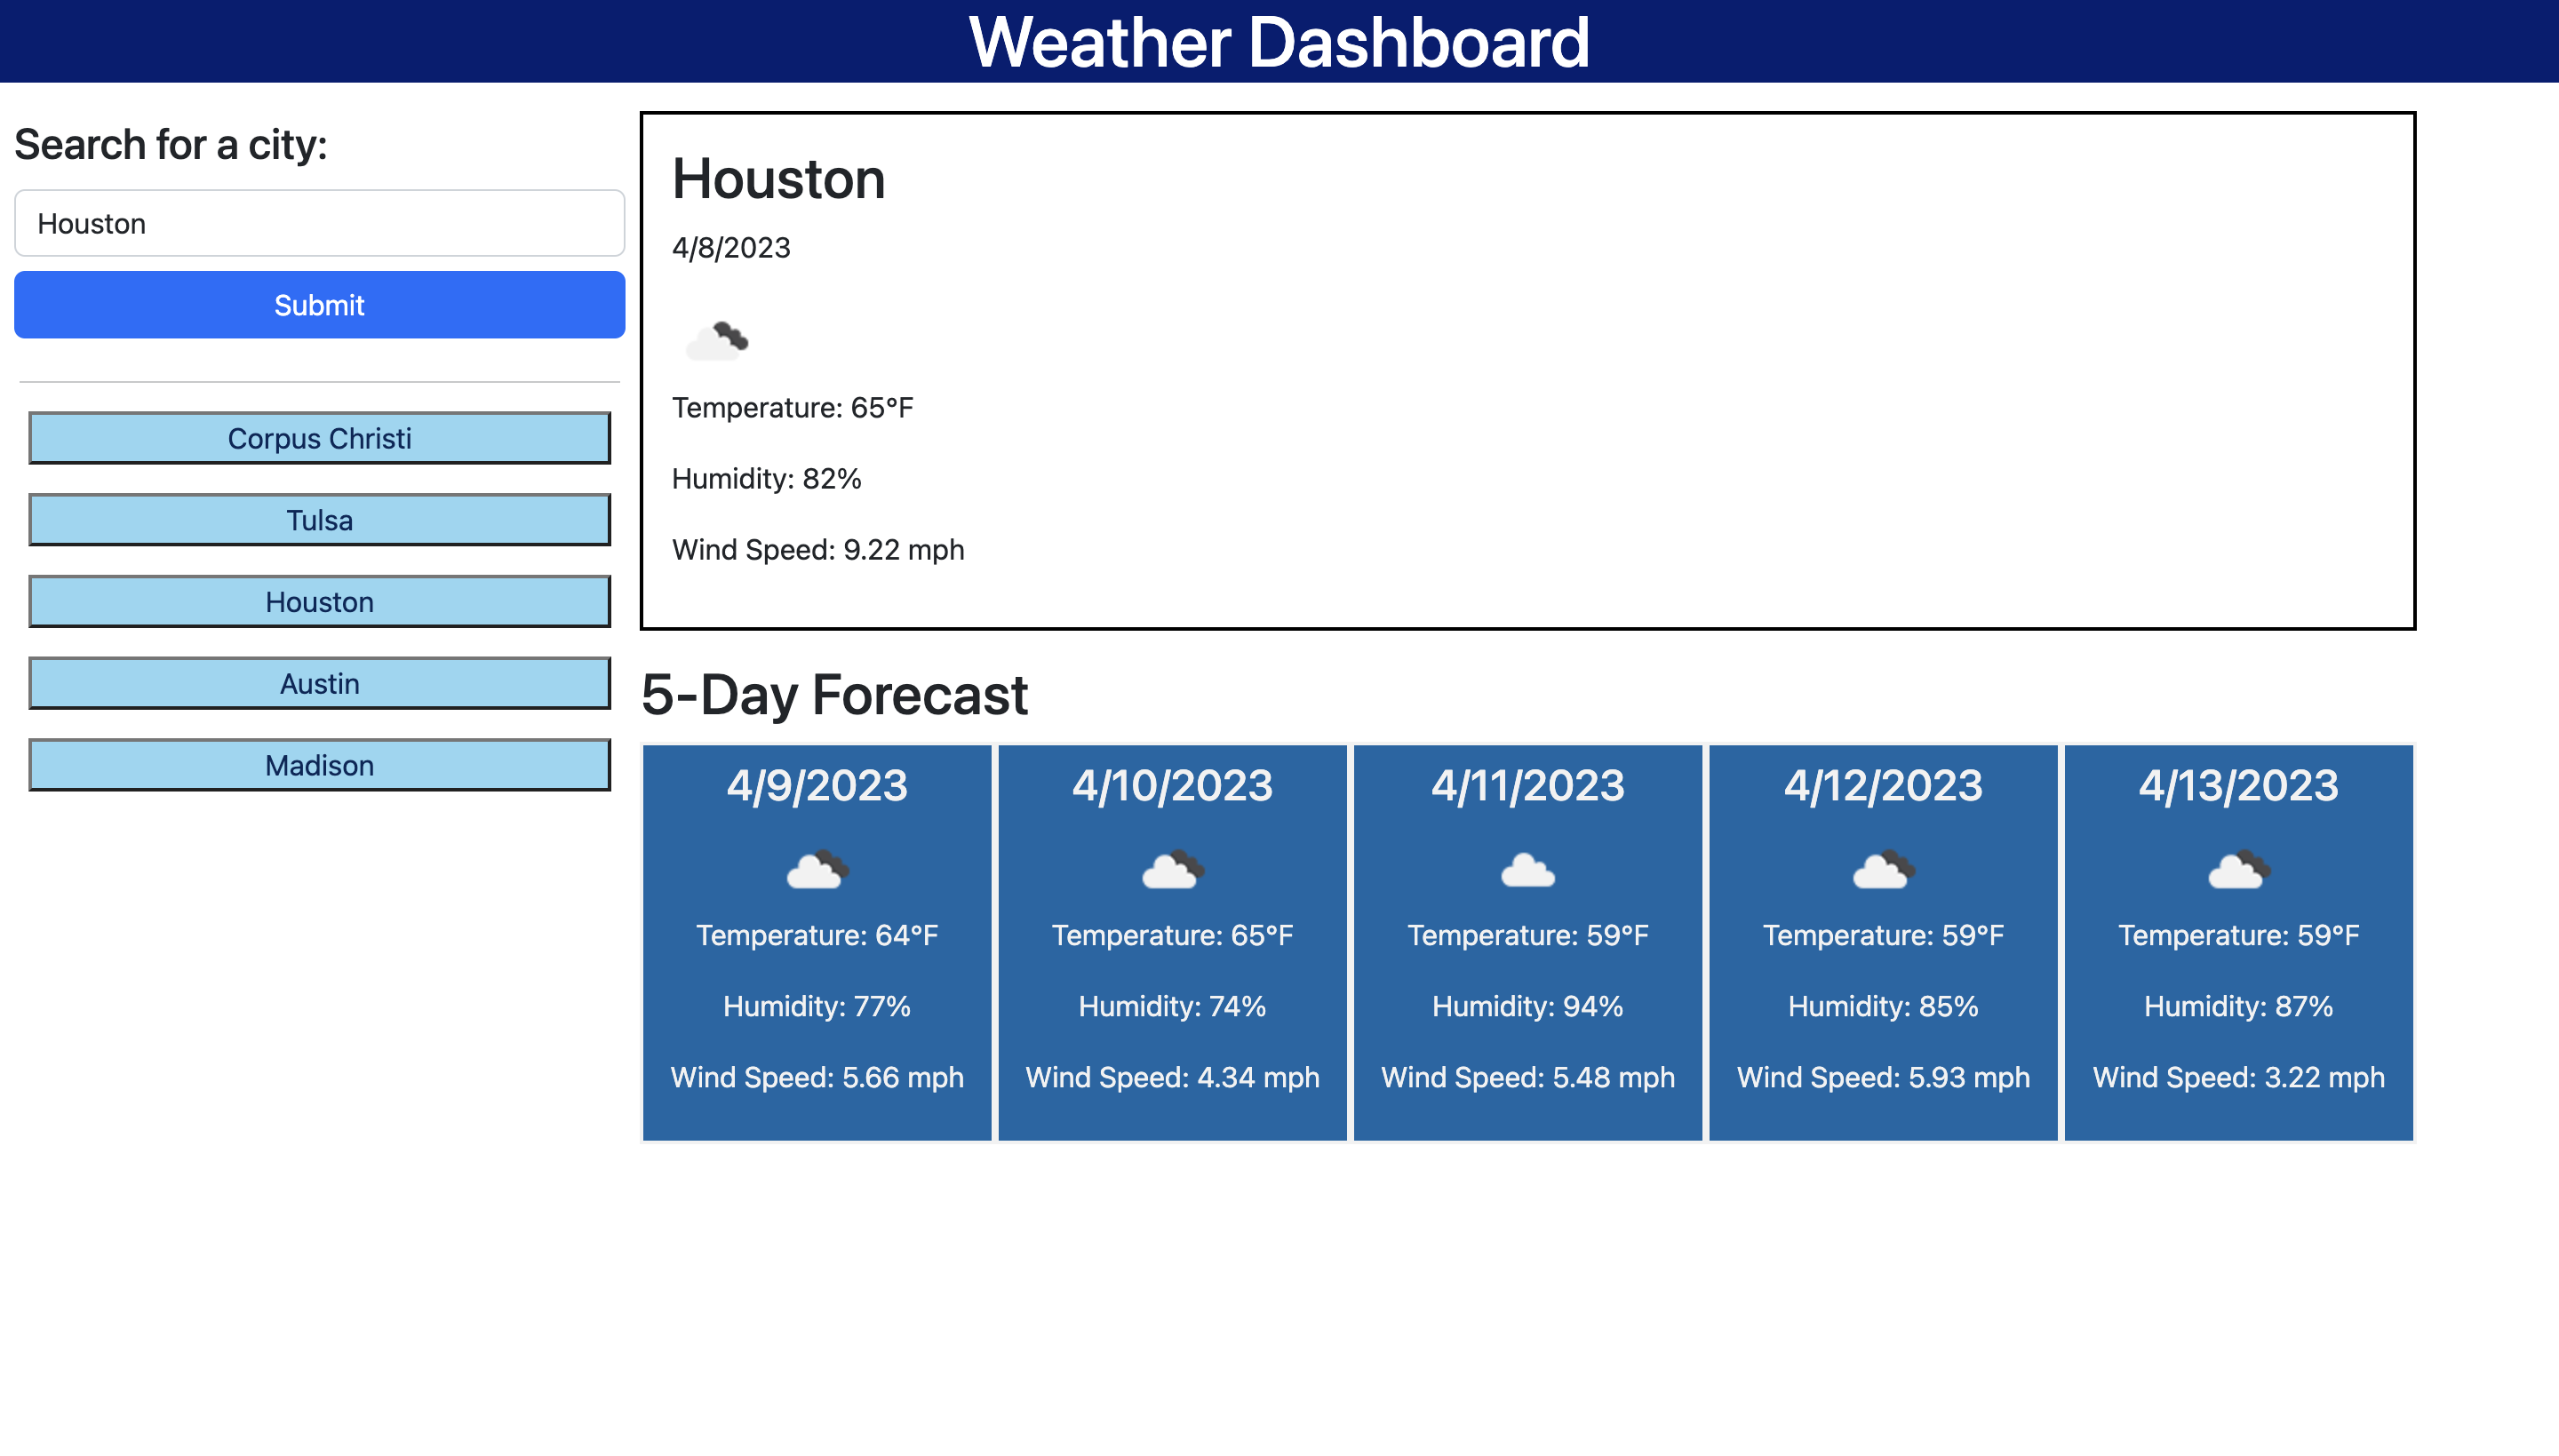 Weather Dashboard
Search for a city:
Houston
Submit
Corpus Christi
Tulsa
Houston
Austin
Madison
Houston
4/8/2023
Temperature: 65°F
Humidity: 82%
Wind Speed: 9.22 mph
5-Day Forecast
4/9/2023
Temperature: 64°F
Humidity: 77%
Wind Speed: 5.66 mph
4/10/2023
Temperature: 65°F
Humidity: 74%
Wind Speed: 4.34 mph
4/11/2023
Temperature: 59°F
Humidity: 94%
Wind Speed: 5.48 mph
4/12/2023
Temperature: 59°F
Humidity: 85%
Wind Speed: 5.93 mph
4/13/2023
Temperature: 59°F
Humidity: 87%
Wind Speed: 3.22 mph